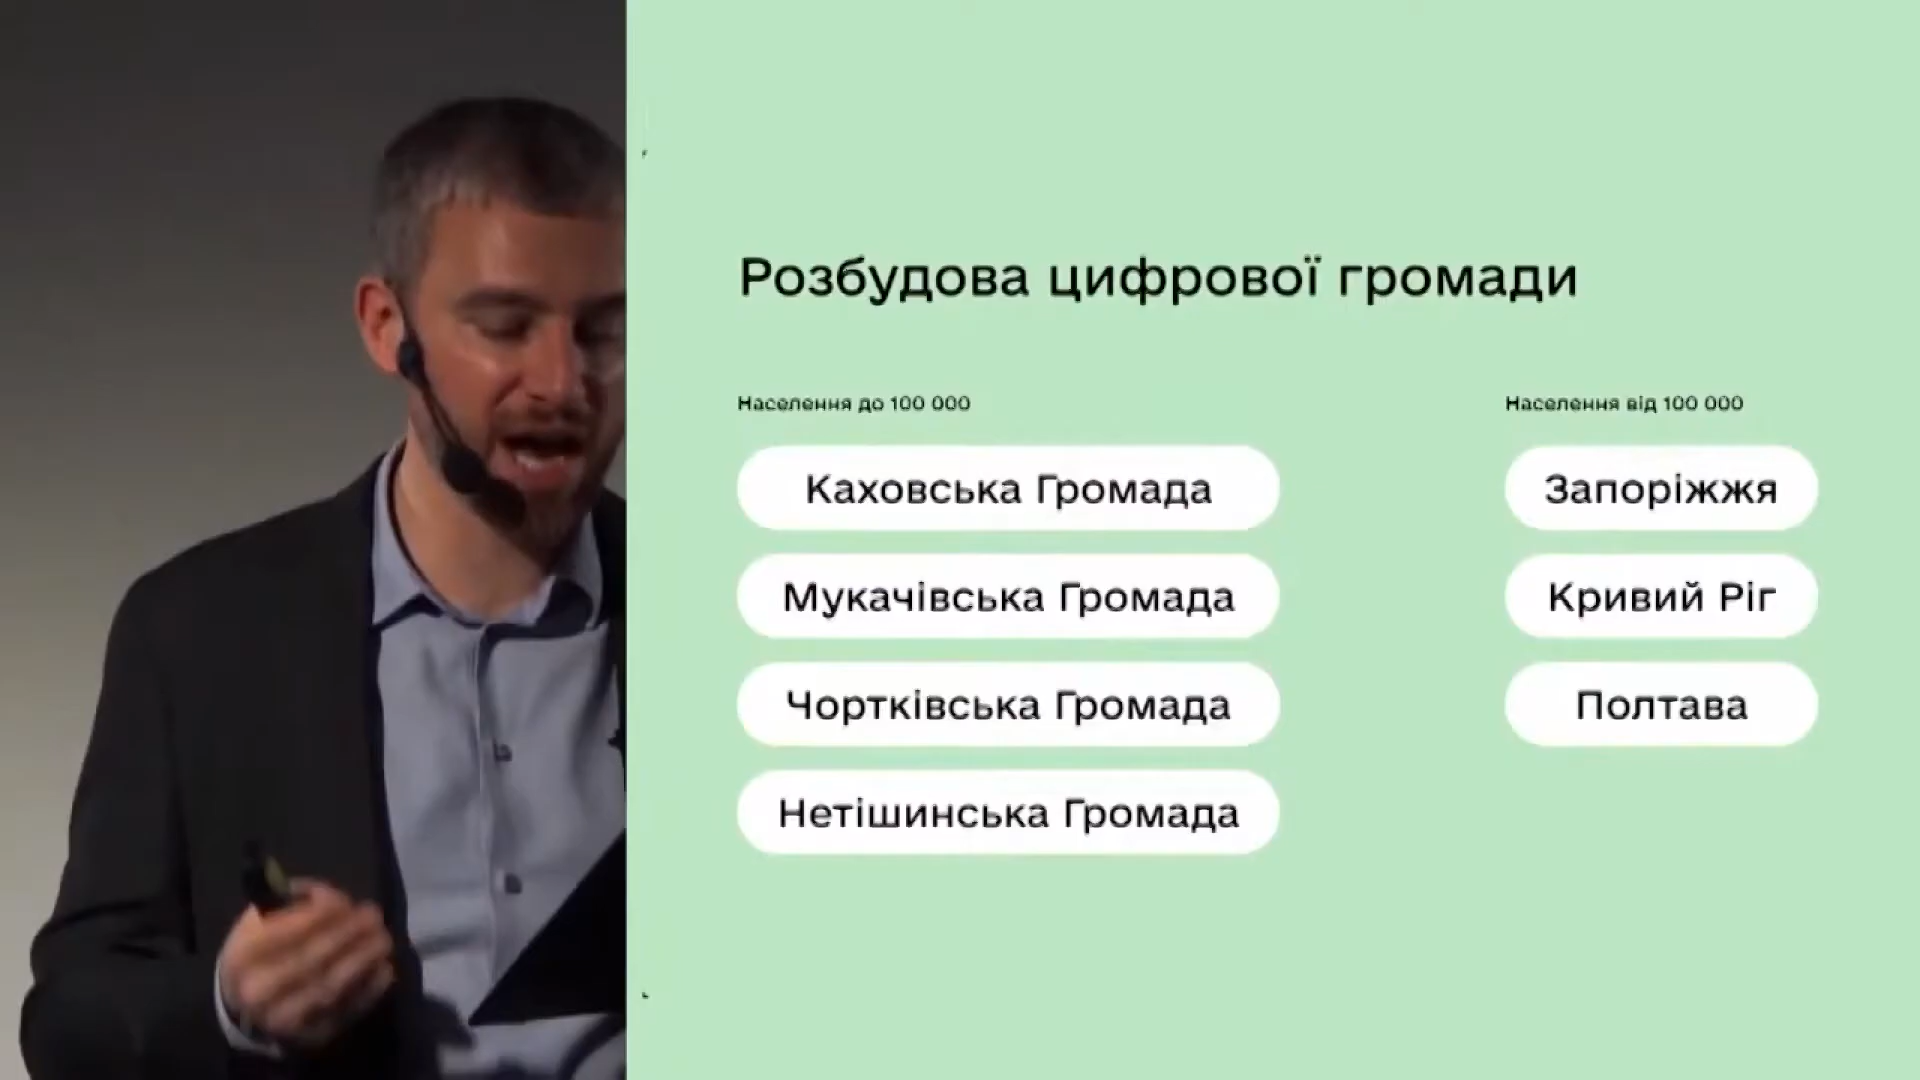 Розбудова цифрової громади
Населення до 100 000
Каховська Громада
Мукачівська Громада
Чортківська Громада
Нетішинська Громада
Населення від 100 000
Запоріжжя
Кривий Ріг
Полтава